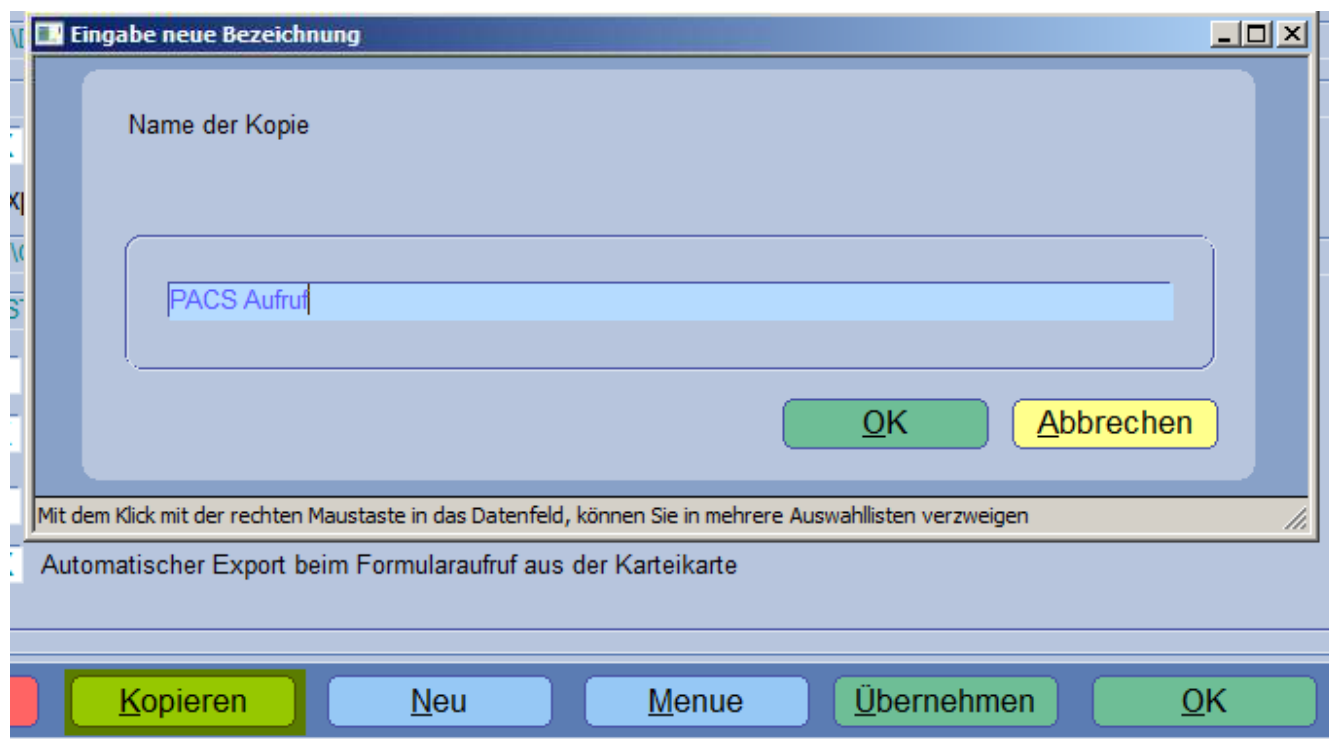 Eingabe neue Bezeichnung
Name der Kopie
PACS Aufruf
OK Abbrechen
Mit dem Klick mit der rechten Maustaste in das Datenfeld, können Sie in mehrere Auswahllisten verzweigen
Automatischer Export beim Formularaufruf aus der Karteikarte
Kopieren Neu Menue Übernehmen OK